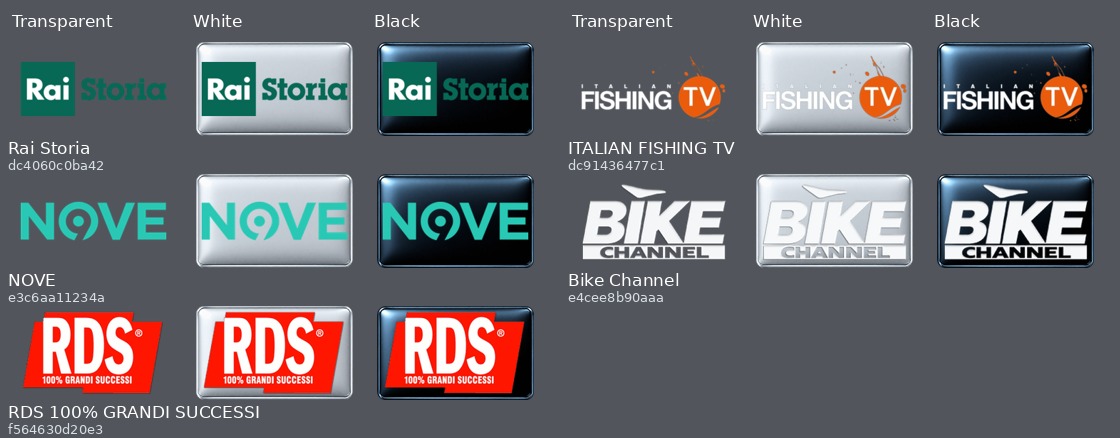 Transparent White Black Transparent White Black
Rai Storia Rai Storia Rai Storia
ITALIAN FISHING TV ITALIAN FISHING TV ITALIAN FISHING TV
Rai Storia
dc4060c0ba42
ITALIAN FISHING TV
dc91436477c1
NOVE NOVE NOVE
BIKE CHANNEL BIKE CHANNEL BIKE CHANNEL
NOVE
e3c6aa11234a
Bike Channel
e4cee8b90aaa
RDS® RDS® RDS®
100% GRANDI SUCCESSI 100% GRANDI SUCCESSI 100% GRANDI SUCCESSI
RDS 100% GRANDI SUCCESSI
f564630d20e3